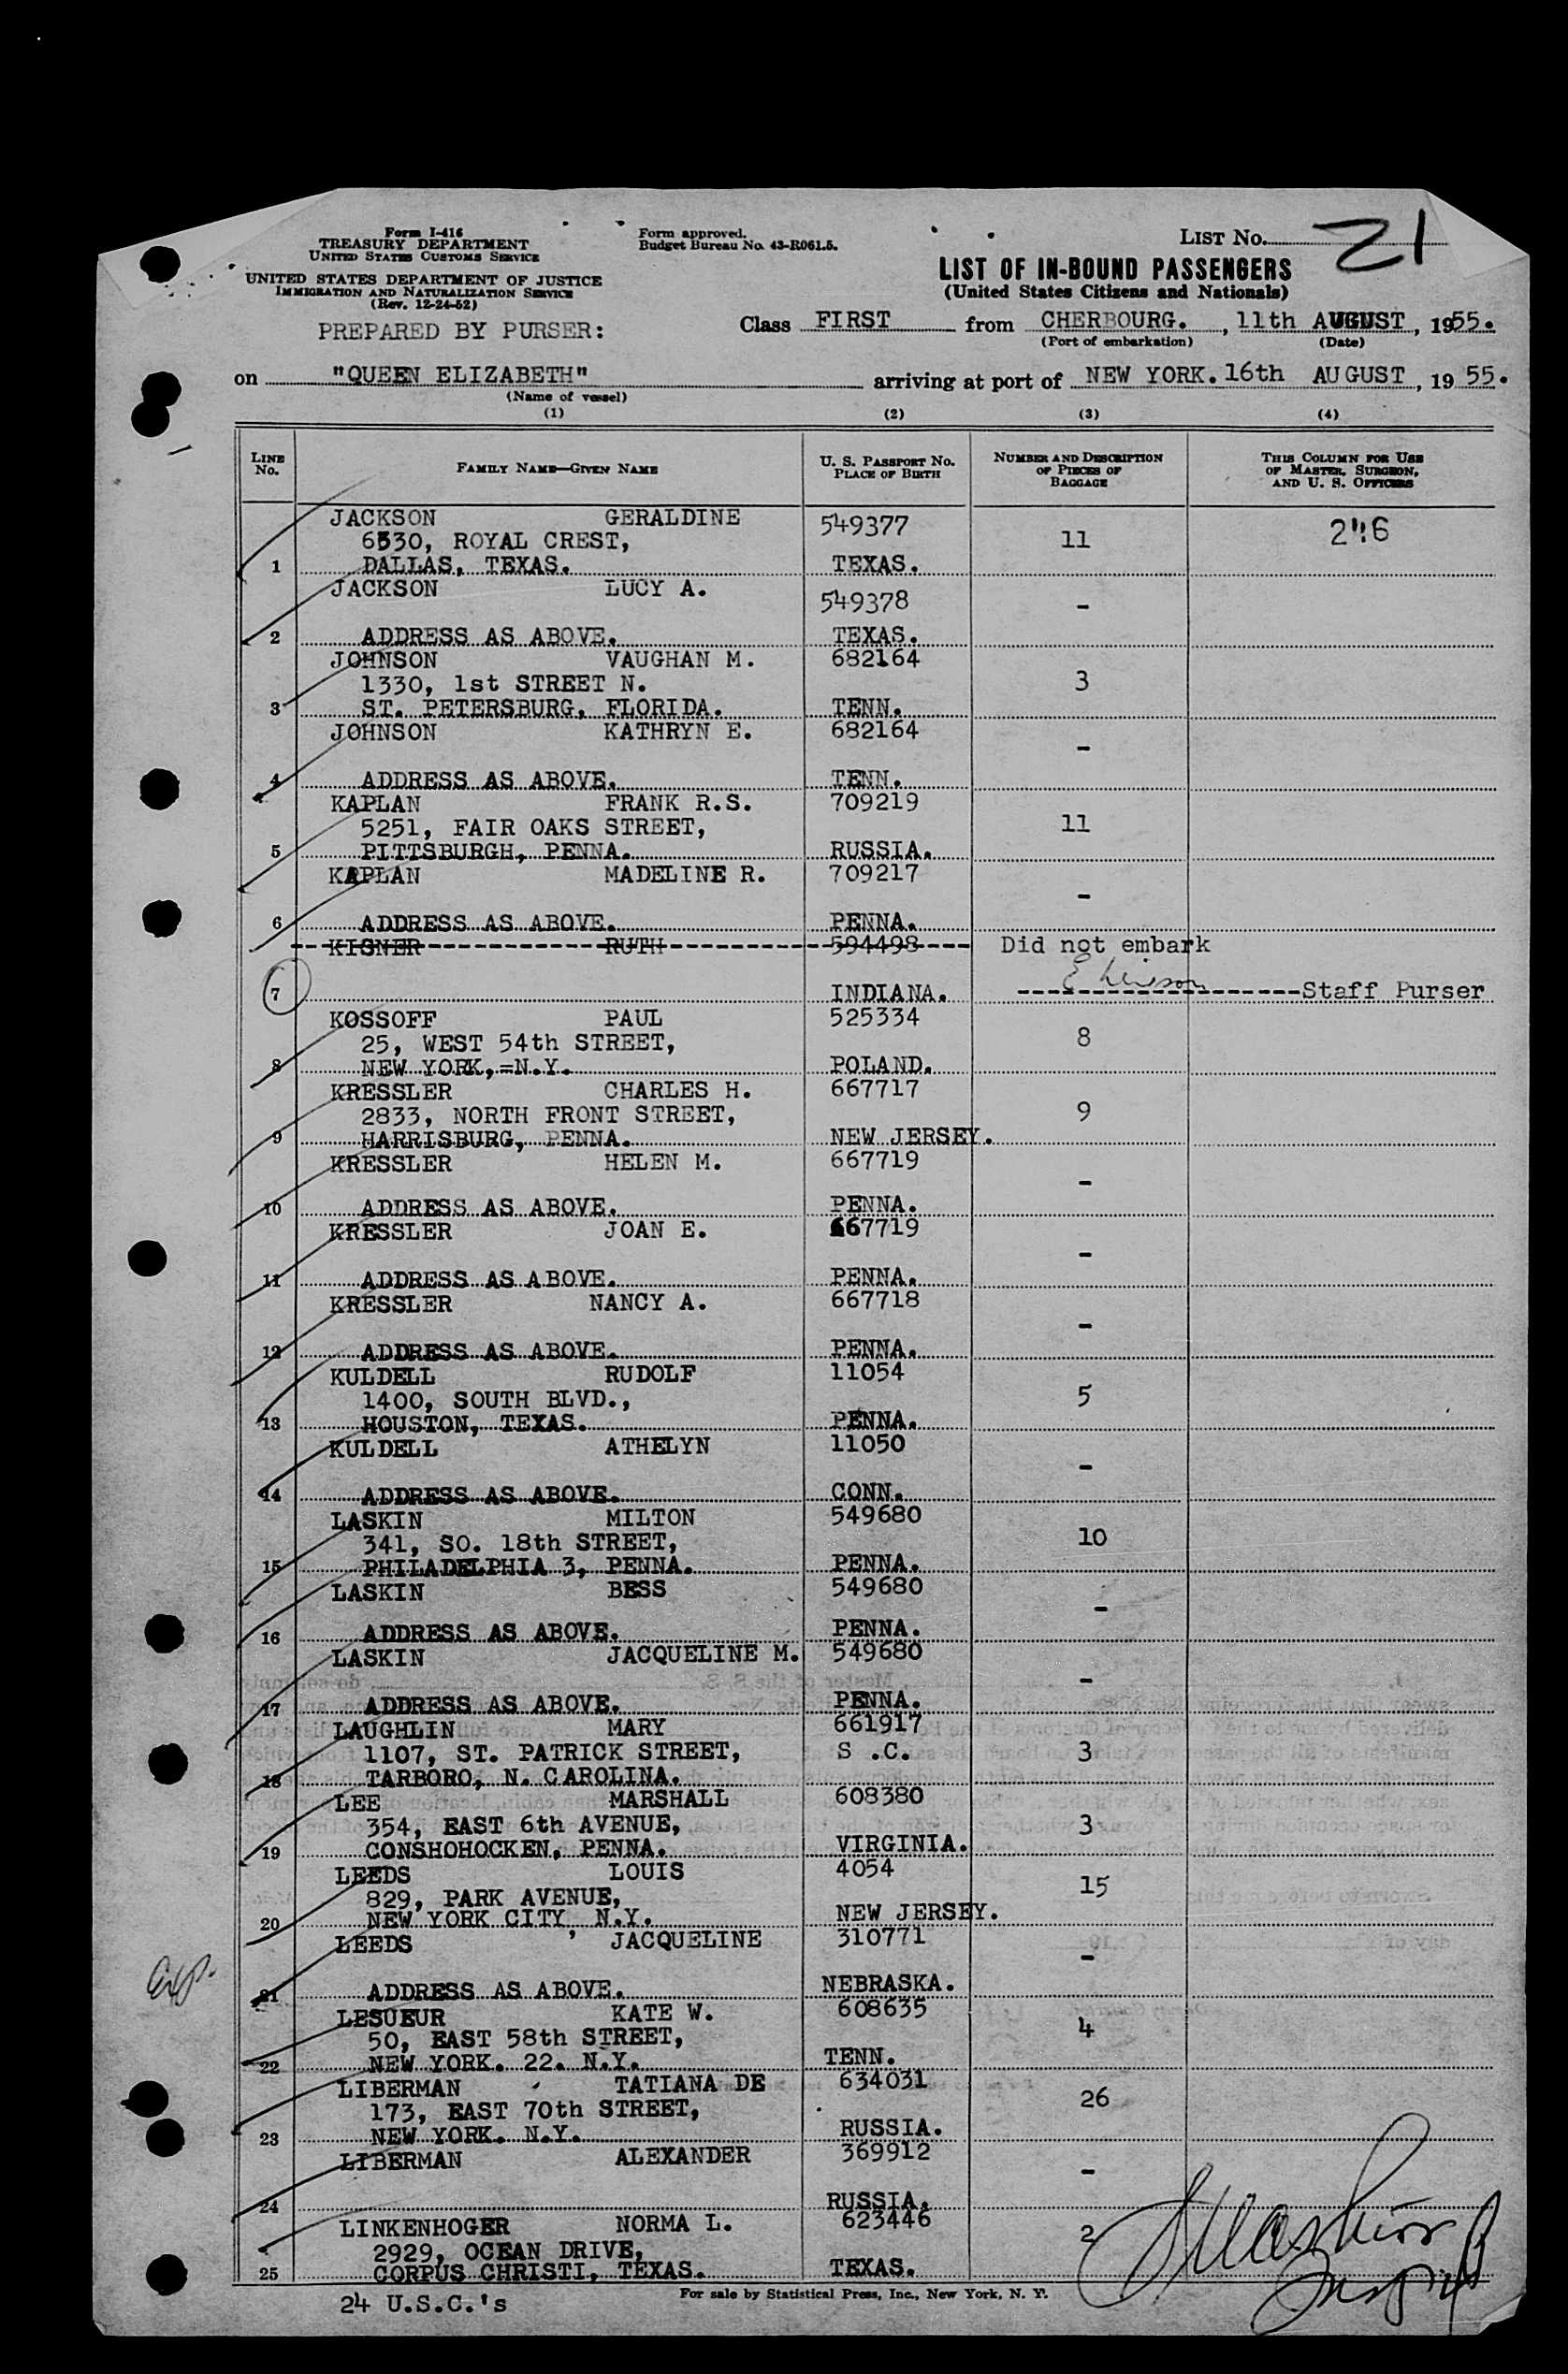 Form I-416
TREASURY DEPARTMENT
UNITED STATES CUSTOMS SERVICE
UNITED STATES DEPARTMENT OF JUSTICE
IMMIGRATION AND NATURALIZATION SERVICE
(Rev. 12-24-52)
Form approved.
Budget Bureau No. 43-R061.5.
LIST No. 21
LIST OF IN-BOUND PASSENGERS
(United States Citizens and Nationals)
PREPARED BY PURSER:
Class FIRST from CHERBOURG. , 11th AUGUST , 1955.
(Port of embarkation) (Date)
on "QUEEN ELIZABETH" arriving at port of NEW YORK. 16th AUGUST , 19 55.
(Name of vessel)
(1) (2) (3) (4)
LINE No. FAMILY NAME—GIVEN NAME U. S. PASSPORT NO. PLACE OF BIRTH NUMBER AND DESCRIPTION OF PIECES OF BAGGAGE THIS COLUMN FOR USE OF MASTER, SURGEON, AND U. S. OFFICERS
JACKSON GERALDINE 549377
6530, ROYAL CREST, 11
1 DALLAS, TEXAS. TEXAS.
JACKSON LUCY A. 549378
-
2 ADDRESS AS ABOVE. TEXAS.
JOHNSON VAUGHAN M. 682164
1330, 1st STREET N. 3
3 ST. PETERSBURG, FLORIDA. TENN.
JOHNSON KATHRYN E. 682164
-
4 ADDRESS AS ABOVE. TENN.
KAPLAN FRANK R.S. 709219
5251, FAIR OAKS STREET, 11
5 PITTSBURGH, PENNA. RUSSIA.
KAPLAN MADELINE R. 709217
-
6 ADDRESS AS ABOVE. PENNA.
KIGNER RUTH 594498 Did not embark
7 INDIANA. Staff Purser
KOSSOFF PAUL 525334
25, WEST 54th STREET, 8
8 NEW YORK,=N.Y. POLAND.
KRESSLER CHARLES H. 667717
2833, NORTH FRONT STREET, 9
9 HARRISBURG, PENNA. NEW JERSEY.
KRESSLER HELEN M. 667719
-
10 ADDRESS AS ABOVE. PENNA.
KRESSLER JOAN E. 667719
-
11 ADDRESS AS ABOVE. PENNA.
KRESSLER NANCY A. 667718
-
12 ADDRESS AS ABOVE. PENNA.
KULDELL RUDOLF 11054
1400, SOUTH BLVD., 5
13 HOUSTON, TEXAS. PENNA.
KULDELL ATHELYN 11050
-
14 ADDRESS AS ABOVE. CONN.
LASKIN MILTON 549680
341, SO. 18th STREET, 10
15 PHILADELPHIA 3, PENNA. PENNA.
LASKIN BESS 549680
-
16 ADDRESS AS ABOVE. PENNA.
LASKIN JACQUELINE M. 549680
-
17 ADDRESS AS ABOVE. PENNA.
LAUGHLIN MARY 661917
1107, ST. PATRICK STREET, S .C. 3
18 TARBORO, N. CAROLINA.
LEE MARSHALL 608380
354, EAST 6th AVENUE, 3
19 CONSHOHOCKEN, PENNA. VIRGINIA.
LEEDS LOUIS 4054
829, PARK AVENUE, 15
20 NEW YORK CITY, N.Y. NEW JERSEY.
LEEDS JACQUELINE 310771
-
21 ADDRESS AS ABOVE. NEBRASKA.
LESUEUR KATE W. 608635
50, EAST 58th STREET, 4
22 NEW YORK. 22. N.Y. TENN.
LIBERMAN TATIANA DE 634031
173, EAST 70th STREET, 26
23 NEW YORK. N.Y. RUSSIA.
LIBERMAN ALEXANDER 369912
-
24 RUSSIA.
LINKENHOGER NORMA L. 623446
2929, OCEAN DRIVE, 2
25 CORPUS CHRISTI, TEXAS. TEXAS.
24 U.S.C.'s
For sale by Statistical Press, Inc., New York, N. Y.